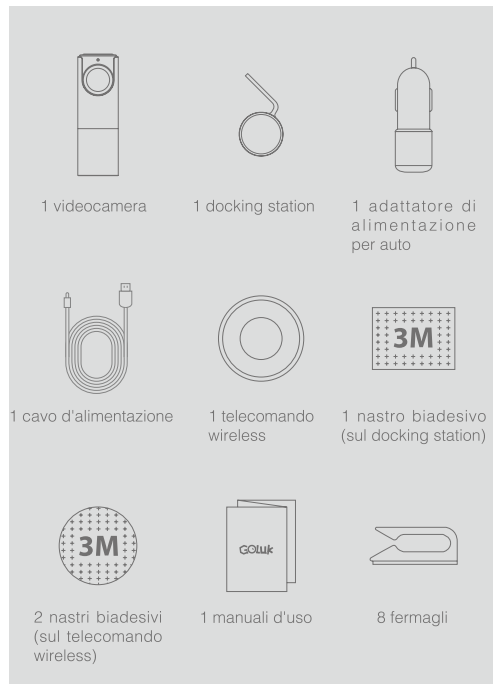 1 videocamera
1 docking station
1 adattatore di
alimentazione
per auto
3M
1 cavo d'alimentazione
1 telecomando
wireless
1 nastro biadesivo
(sul docking station)
3M
GOLUK
2 nastri biadesivi
(sul telecomando
wireless)
1 manuali d'uso
8 fermagli